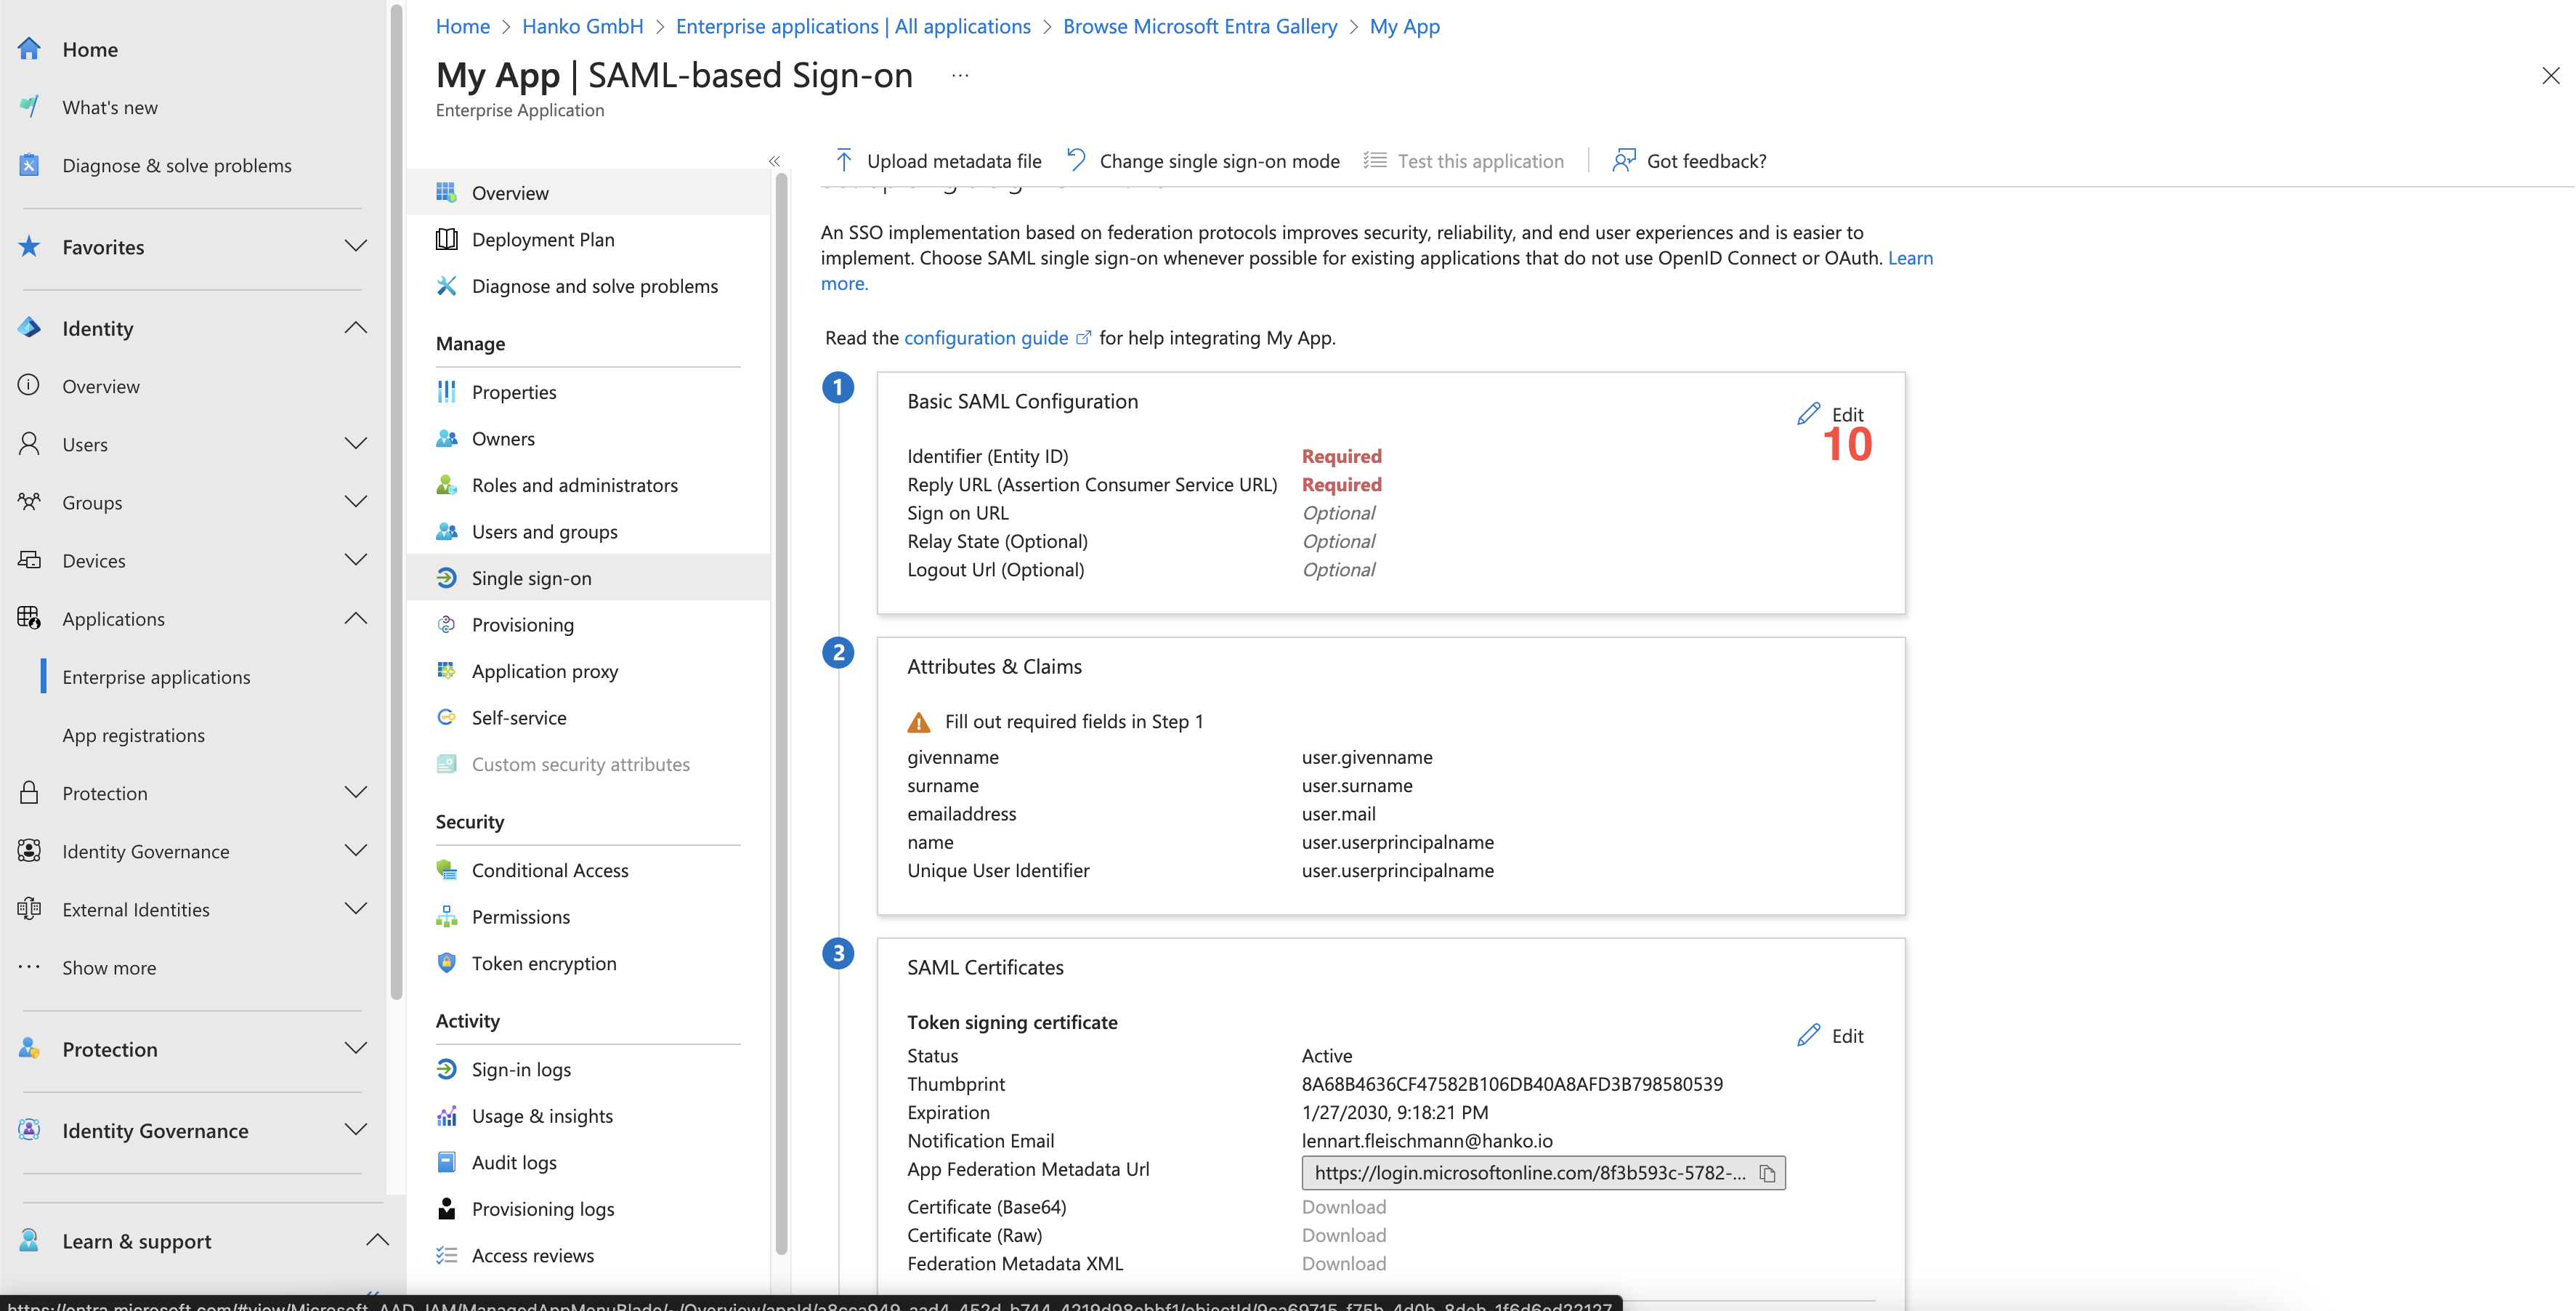 Home
What's new
Diagnose & solve problems
Favorites
Identity
Overview
Users
Groups
Devices
Applications
Enterprise applications
App registrations
Protection
Identity Governance
External Identities
··· Show more
Protection
Identity Governance
Learn & support
Home > Hanko GmbH > Enterprise applications | All applications > Browse Microsoft Entra Gallery > My App
My App | SAML-based Sign-on ···
Enterprise Application
Overview
Deployment Plan
Diagnose and solve problems
Manage
Properties
Owners
Roles and administrators
Users and groups
Single sign-on
Provisioning
Application proxy
Self-service
Custom security attributes
Security
Conditional Access
Permissions
Token encryption
Activity
Sign-in logs
Usage & insights
Audit logs
Provisioning logs
Access reviews
Upload metadata file Change single sign-on mode Test this application | Got feedback?
An SSO implementation based on federation protocols improves security, reliability, and end user experiences and is easier to
implement. Choose SAML single sign-on whenever possible for existing applications that do not use OpenID Connect or OAuth. Learn
more.
Read the configuration guide for help integrating My App.
1
Basic SAML Configuration
Edit
10
Identifier (Entity ID) Required
Reply URL (Assertion Consumer Service URL) Required
Sign on URL Optional
Relay State (Optional) Optional
Logout Url (Optional) Optional
2
Attributes & Claims
Fill out required fields in Step 1
givenname user.givenname
surname user.surname
emailaddress user.mail
name user.userprincipalname
Unique User Identifier user.userprincipalname
3
SAML Certificates
Token signing certificate
Edit
Status Active
Thumbprint 8A68B4636CF47582B106DB40A8AFD3B798580539
Expiration 1/27/2030, 9:18:21 PM
Notification Email lennart.fleischmann@hanko.io
App Federation Metadata Url https://login.microsoftonline.com/8f3b593c-5782-...
Certificate (Base64) Download
Certificate (Raw) Download
Federation Metadata XML Download